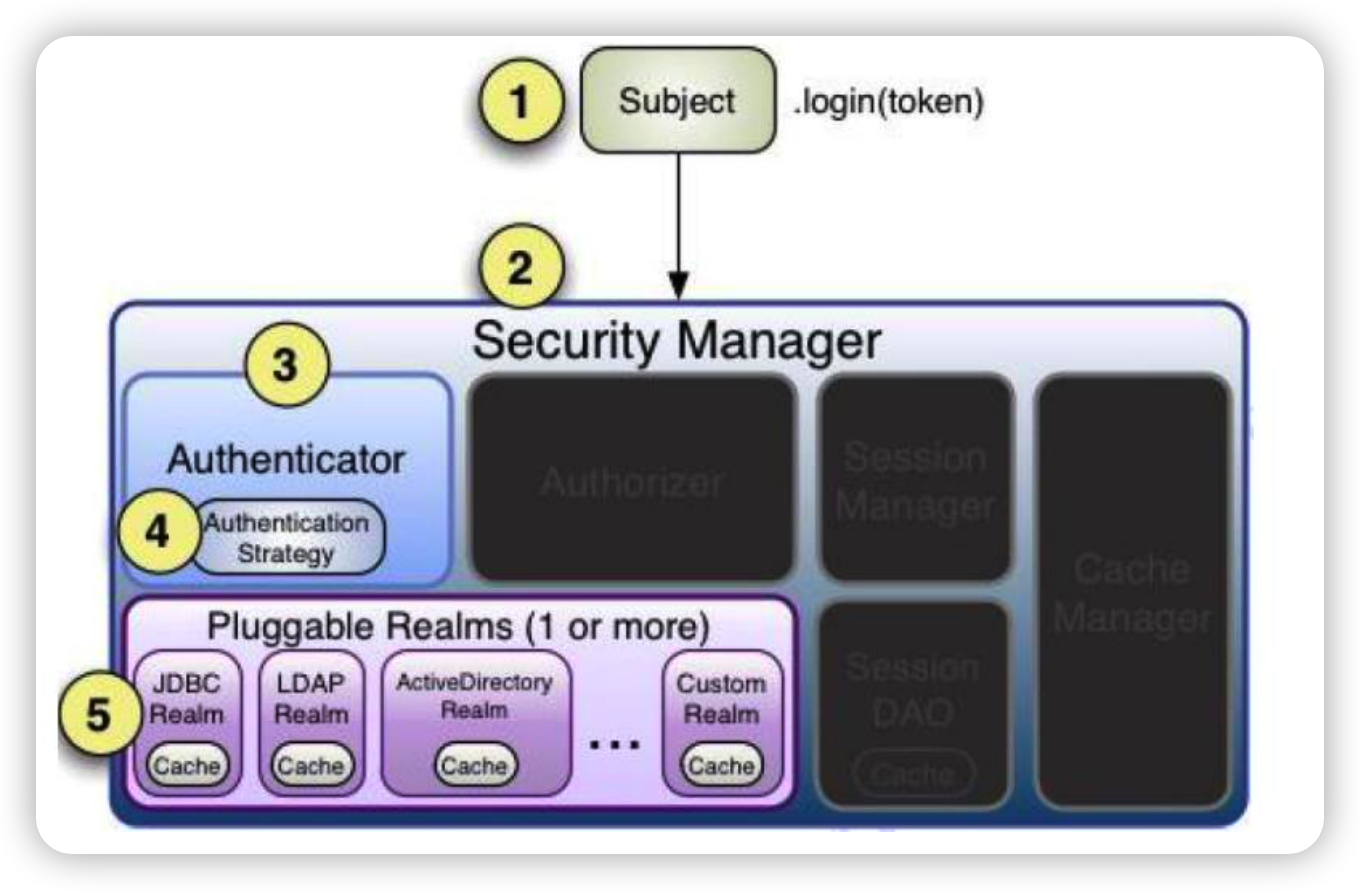 1
Subject
.login(token)
2
Security Manager
3
Authenticator
4
Authentication
Strategy
Authorizer
Session
Manager
Cache
Manager
Pluggable Realms (1 or more)
5
JDBC
Realm
Cache
LDAP
Realm
Cache
ActiveDirectory
Realm
Cache
...
Custom
Realm
Cache
Session
DAO
Cache